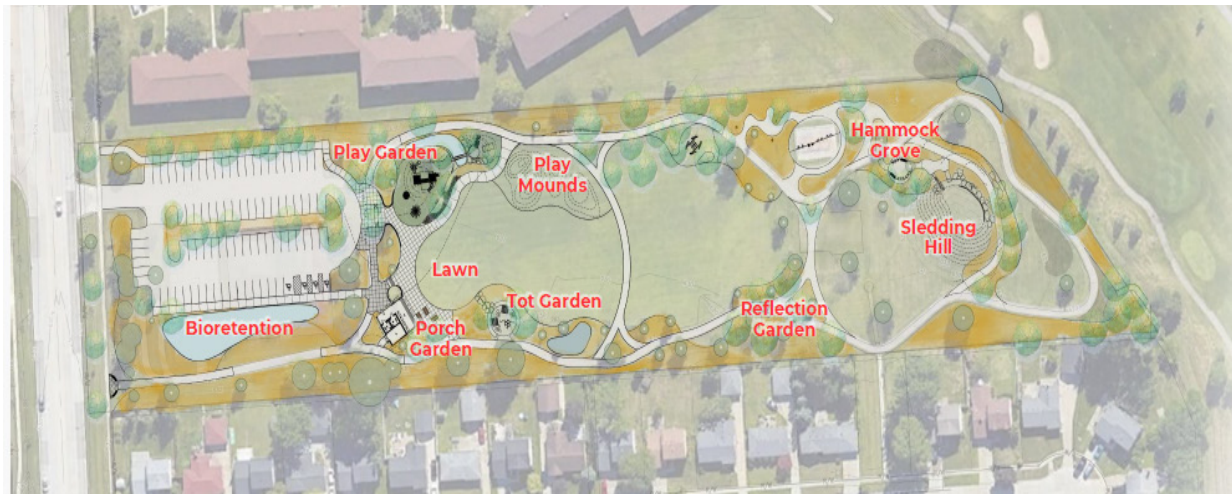 Play Garden
Play
Mounds
Hammock
Grove
Sledding
Hill
Lawn
Tot Garden
Reflection
Garden
Bioretention
Porch
Garden